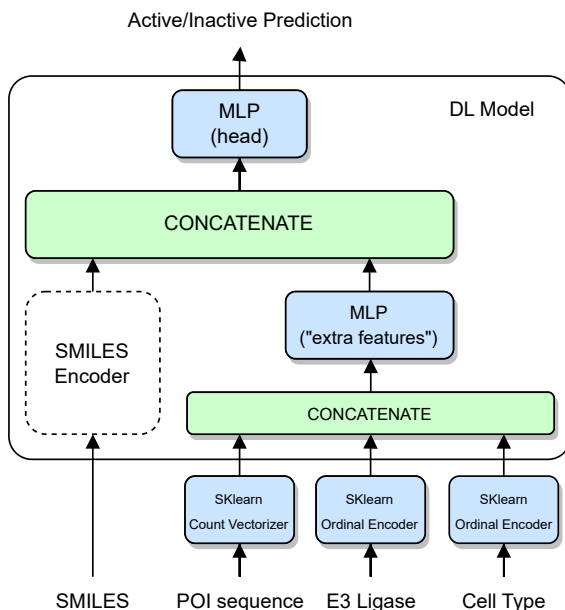 Active/Inactive Prediction
DL Model
MLP
(head)
CONCATENATE
MLP
("extra features")
SMILES
Encoder
CONCATENATE
SKlearn
Count Vectorizer
SKlearn
Ordinal Encoder
SKlearn
Ordinal Encoder
SMILES
POI sequence
E3 Ligase
Cell Type